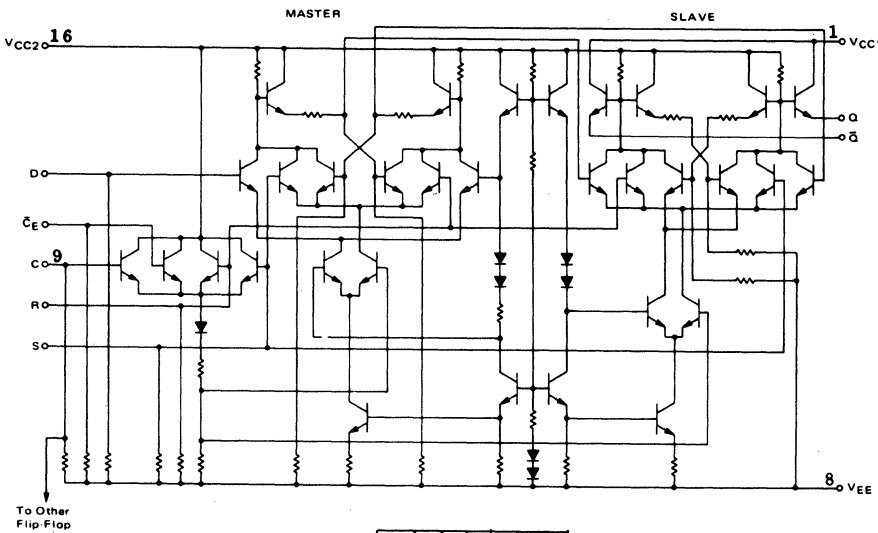 MASTER
SLAVE
VCC2 16
1 VCC1
Q
Q̄
D
C̄E
C 9
R
S
8 VEE
To Other
Flip-Flop